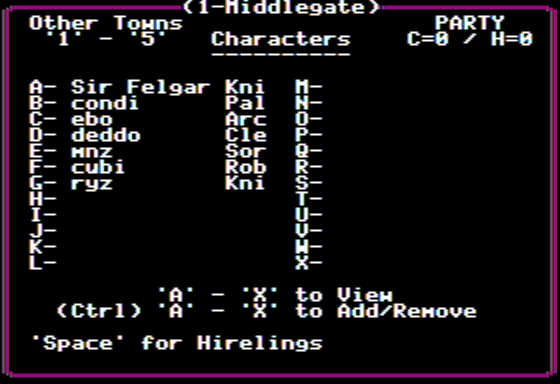 (1-Middlegate)
Other Towns PARTY
'1' - '5' Characters C=0 / H=0
----------
A- Sir Felgar Kni M-
B- condi Pal N-
C- ebo Arc O-
D- deddo Cle P-
E- mnz Sor Q-
F- cubi Rob R-
G- ryz Kni S-
H- T-
I- U-
J- V-
K- W-
L- X-
'A' - 'X' to View
(Ctrl) 'A' - 'X' to Add/Remove
'Space' for Hirelings